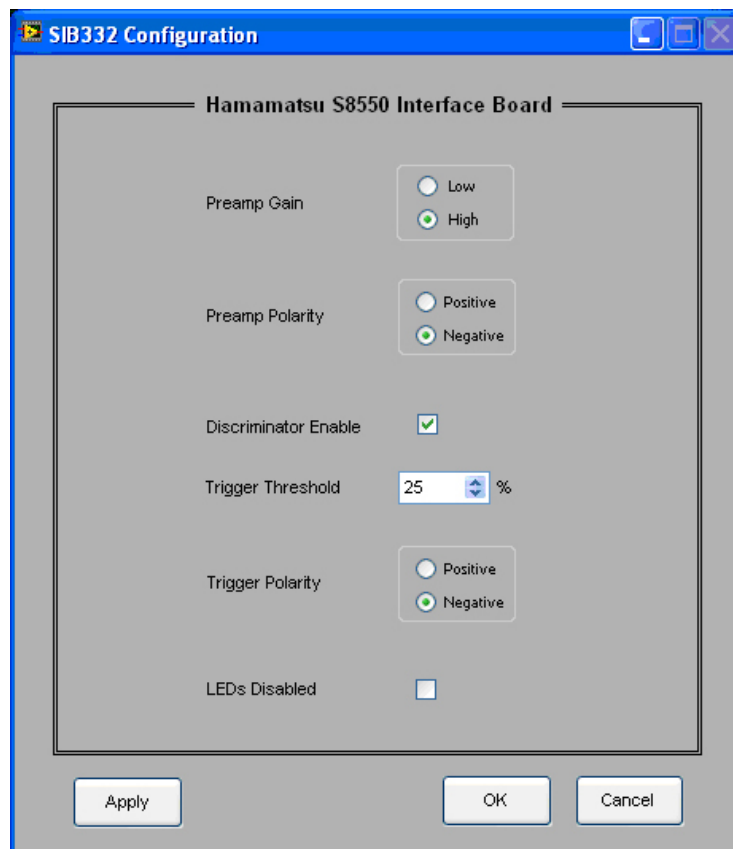 SIB332 Configuration
Hamamatsu S8550 Interface Board
Preamp Gain
Low
High
Preamp Polarity
Positive
Negative
Discriminator Enable
Trigger Threshold
25 %
Trigger Polarity
Positive
Negative
LEDs Disabled
Apply
OK
Cancel